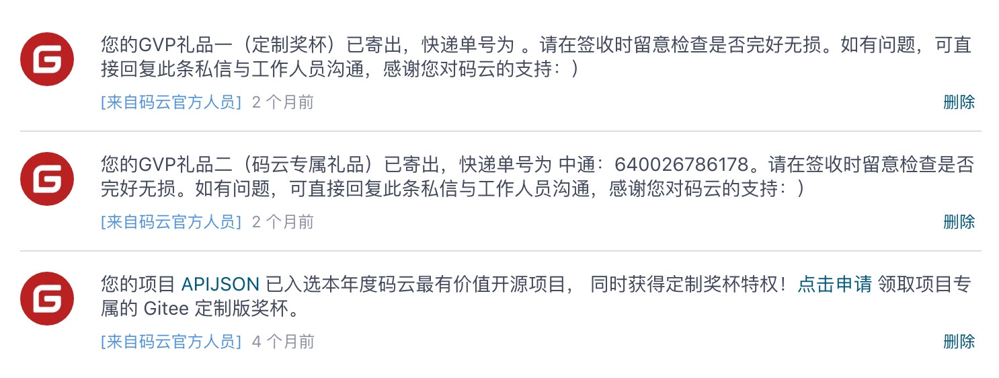 您的GVP礼品一（定制奖杯）已寄出，快递单号为 。请在签收时留意检查是否完好无损。如有问题，可直
接回复此条私信与工作人员沟通，感谢您对码云的支持：）
[来自码云官方人员] 2 个月前 删除
您的GVP礼品二（码云专属礼品）已寄出，快递单号为 中通：640026786178。请在签收时留意检查是否
完好无损。如有问题，可直接回复此条私信与工作人员沟通，感谢您对码云的支持：）
[来自码云官方人员] 2 个月前 删除
您的项目 APIJSON 已入选本年度码云最有价值开源项目， 同时获得定制奖杯特权！点击申请 领取项目专
属的 Gitee 定制版奖杯。
[来自码云官方人员] 4 个月前 删除